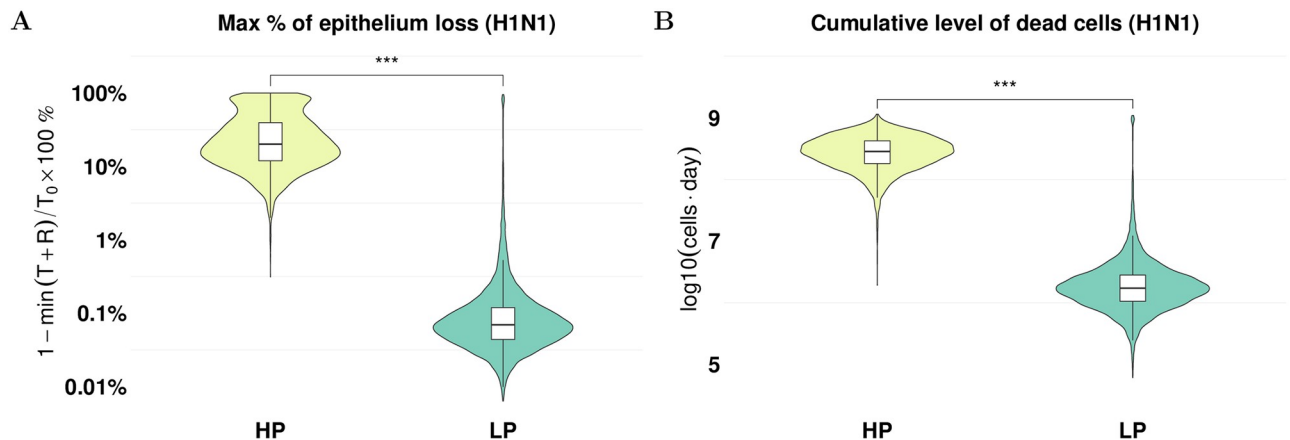 A
Max % of epithelium loss (H1N1)
***
1 − min(T + R)/T₀ × 100 %
100%
10%
1%
0.1%
0.01%
HP
LP
B
Cumulative level of dead cells (H1N1)
***
log10(cells · day)
9
7
5
HP
LP